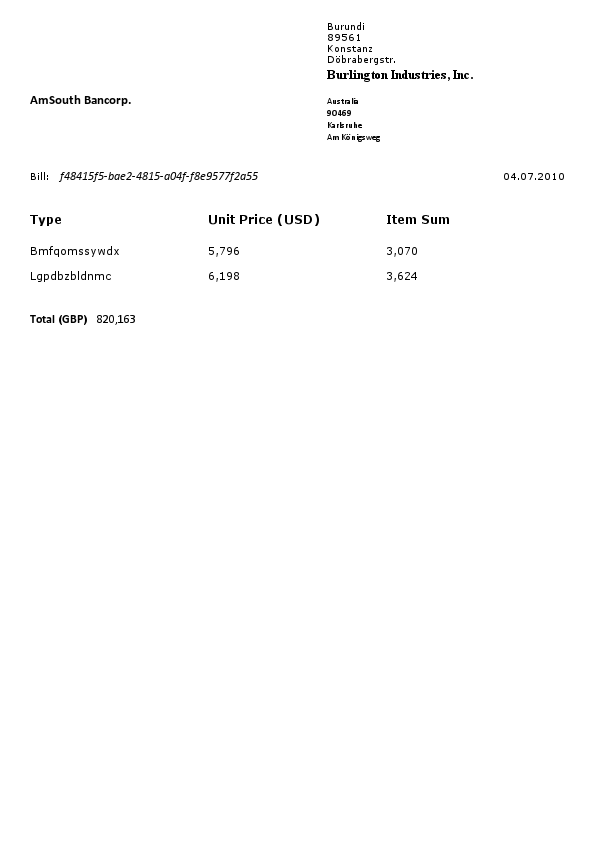 Burundi
89561
Konstanz
Döbrabergstr.
Burlington Industries, Inc.
AmSouth Bancorp.
Australia
90469
Karlsruhe
Am Königsweg
Bill: f48415f5-bae2-4815-a04f-f8e9577f2a55 04.07.2010
Type Unit Price (USD) Item Sum
Bmfqomssywdx 5,796 3,070
Lgpdbzbldnmc 6,198 3,624
Total (GBP) 820,163